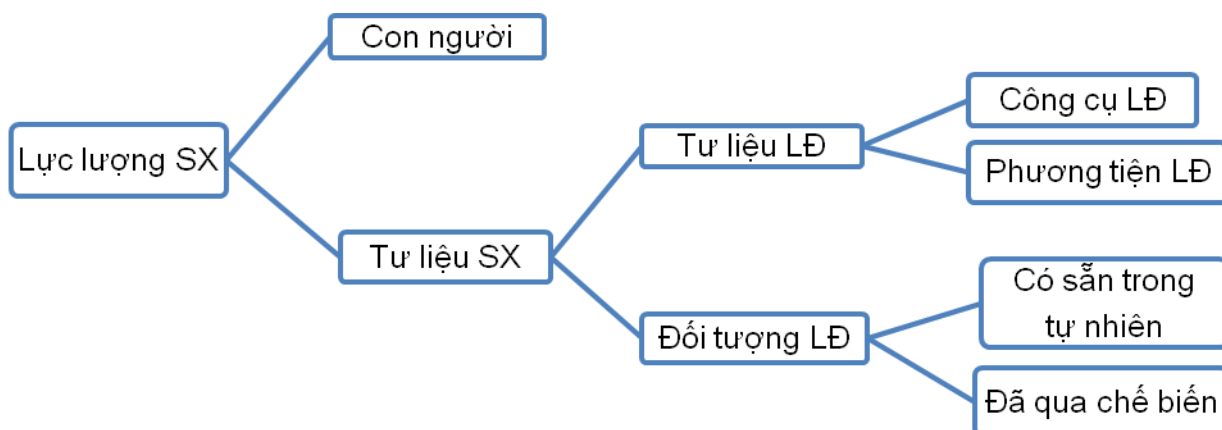 Con người
Công cụ LĐ
Tư liệu LĐ
Lực lượng SX
Phương tiện LĐ
Tư liệu SX
Có sẵn trong
tự nhiên
Đối tượng LĐ
Đã qua chế biến